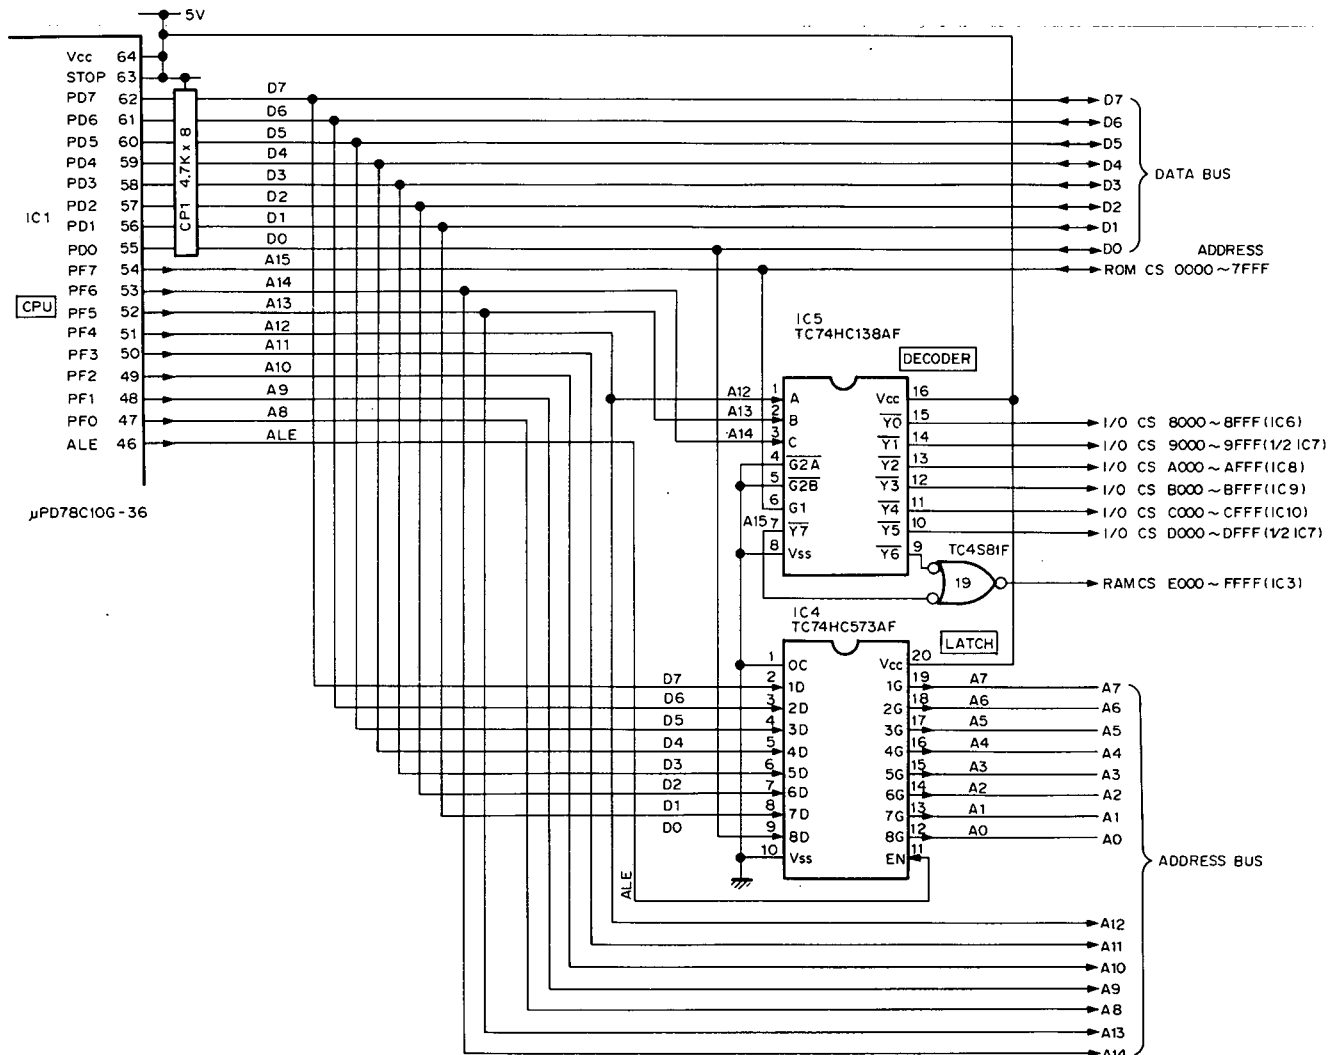 5V
Vcc 64
STOP 63
PD7 62 D7 D7
PD6 61 D6 D6
PD5 60 D5 D5
PD4 59 D4 D4
PD3 58 D3 D3
PD2 57 D2 D2
PD1 56 D1 D1
PD0 55 D0 D0
CP1 4.7K x 8
DATA BUS
IC1
CPU
ADDRESS
PF7 54 A15 ROM CS 0000~7FFF
PF6 53 A14
PF5 52 A13
PF4 51 A12
PF3 50 A11
PF2 49 A10
PF1 48 A9
PF0 47 A8
ALE 46 ALE
μPD78C10G-36
IC5
TC74HC138AF
DECODER
A12 1 A Vcc 16
A13 2 B Y0 15 I/O CS 8000~8FFF(IC6)
A14 3 C Y1 14 I/O CS 9000~9FFF(1/2 IC7)
4 G2A Y2 13 I/O CS A000~AFFF(IC8)
5 G2B Y3 12 I/O CS B000~BFFF(IC9)
6 G1 Y4 11 I/O CS C000~CFFF(IC10)
A15 7 Y7 Y5 10 I/O CS D000~DFFF(1/2 IC7)
8 Vss Y6 9 TC4S81F
19 RAM CS E000~FFFF(IC3)
IC4
TC74HC573AF
LATCH
1 OC Vcc 20
D7 2 1D 1G 19 A7 A7
D6 3 2D 2G 18 A6 A6
D5 4 3D 3G 17 A5 A5
D4 5 4D 4G 16 A4 A4
D3 6 5D 5G 15 A3 A3
D2 7 6D 6G 14 A2 A2
D1 8 7D 7G 13 A1 A1
D0 9 8D 8G 12 A0 A0
10 Vss EN 11
ALE
ADDRESS BUS
A12
A11
A10
A9
A8
A13
A14